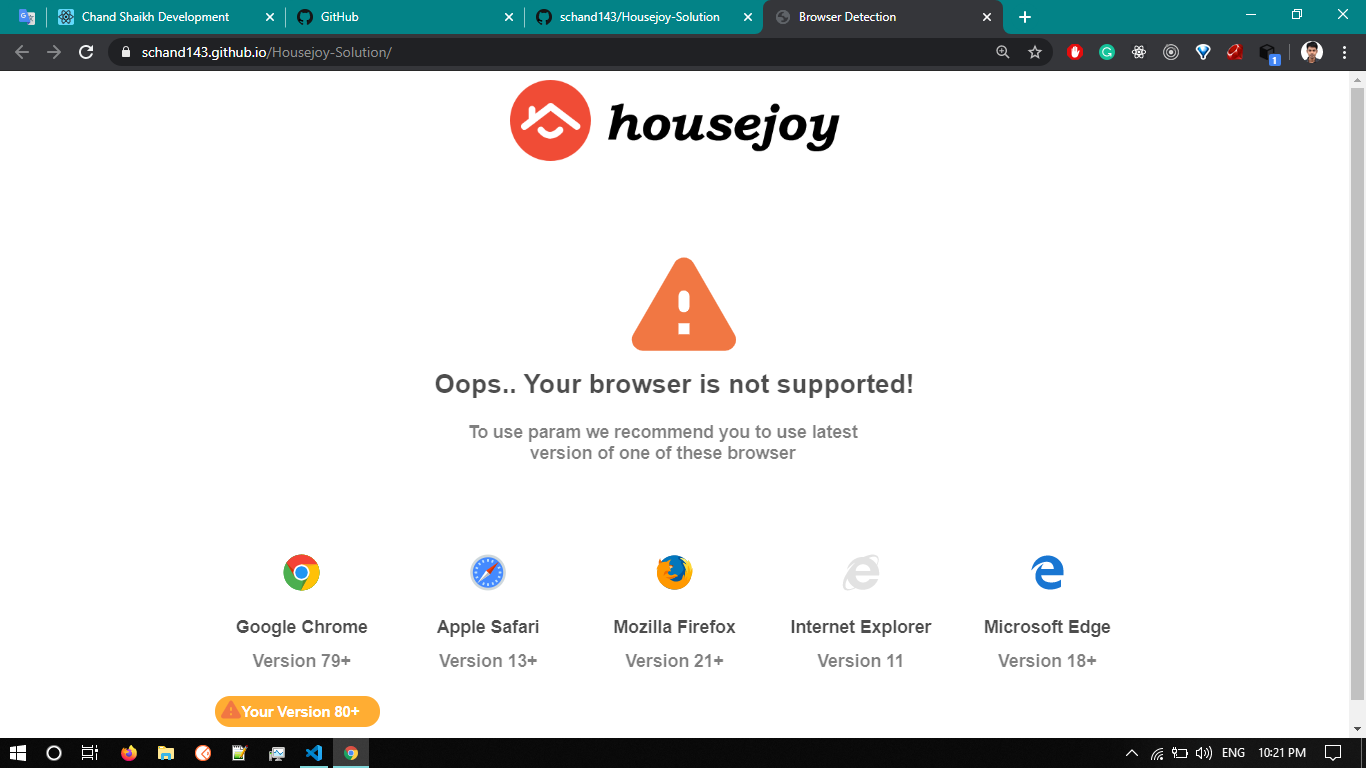 Chand Shaikh Development
GitHub
schand143/Housejoy-Solution
Browser Detection
schand143.github.io/Housejoy-Solution/
1
housejoy
Oops.. Your browser is not supported!
To use param we recommend you to use latest
version of one of these browser
Google Chrome
Apple Safari
Mozilla Firefox
Internet Explorer
Microsoft Edge
Version 79+
Version 13+
Version 21+
Version 11
Version 18+
Your Version 80+
ENG
10:21 PM